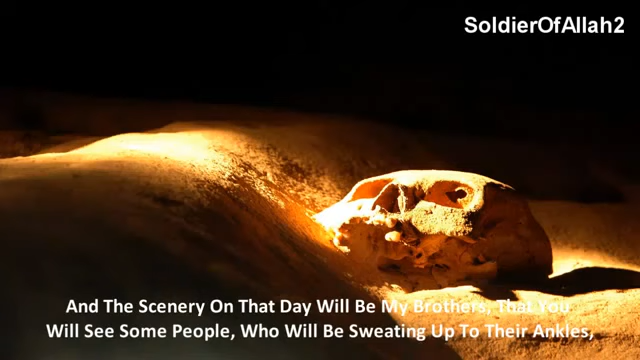 SoldierOfAllah2
And The Scenery On That Day Will Be My Brothers, That You
Will See Some People, Who Will Be Sweating Up To Their Ankles,